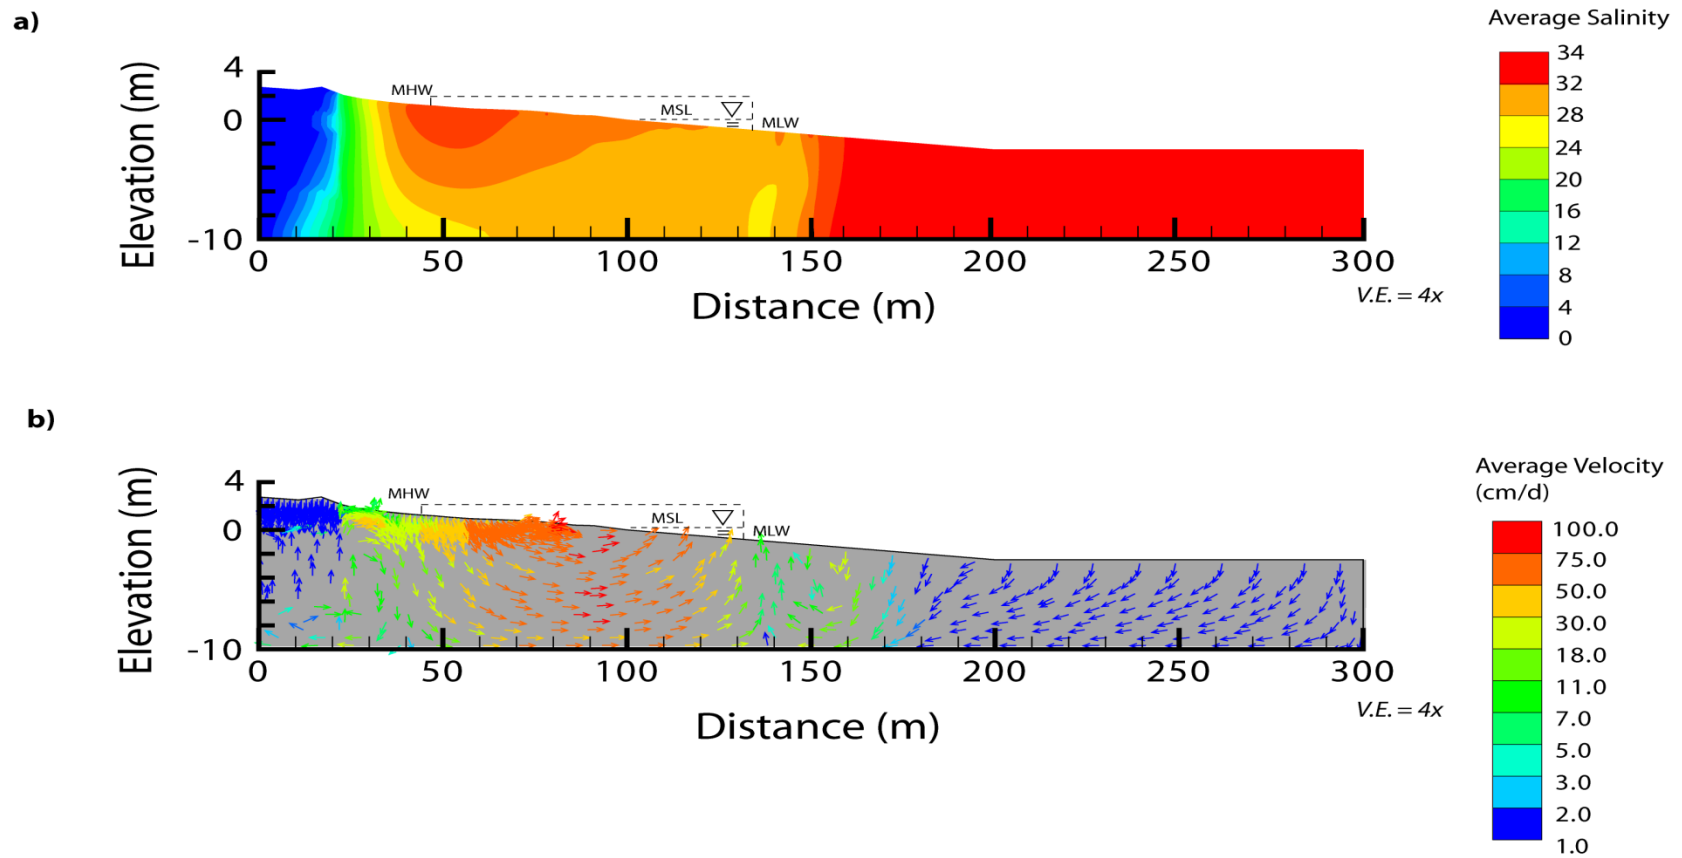 a)
Average Salinity
34
32
28
24
20
16
12
8
4
0
Elevation (m)
4
0
-10
MHW
MSL
MLW
0 50 100 150 200 250 300
Distance (m)
V.E. = 4x
b)
Average Velocity
(cm/d)
100.0
75.0
50.0
30.0
18.0
11.0
7.0
5.0
3.0
2.0
1.0
Elevation (m)
4
0
-10
MHW
MSL
MLW
0 50 100 150 200 250 300
Distance (m)
V.E. = 4x